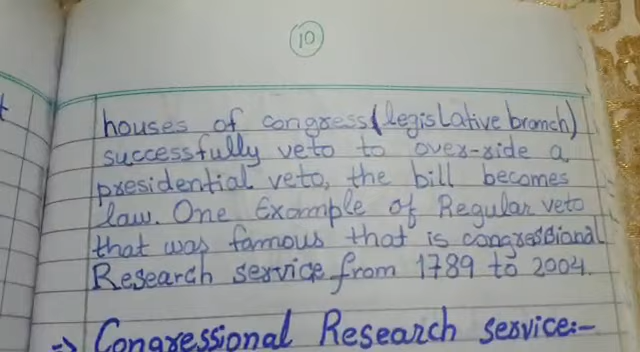 10
houses of congress (legislative branch)
successfully veto to over-ride a
presidential veto, the bill becomes
law. One Example of Regular veto
that was famous that is congressional
Research service from 1789 to 2004.
=> Congressional Research service:-